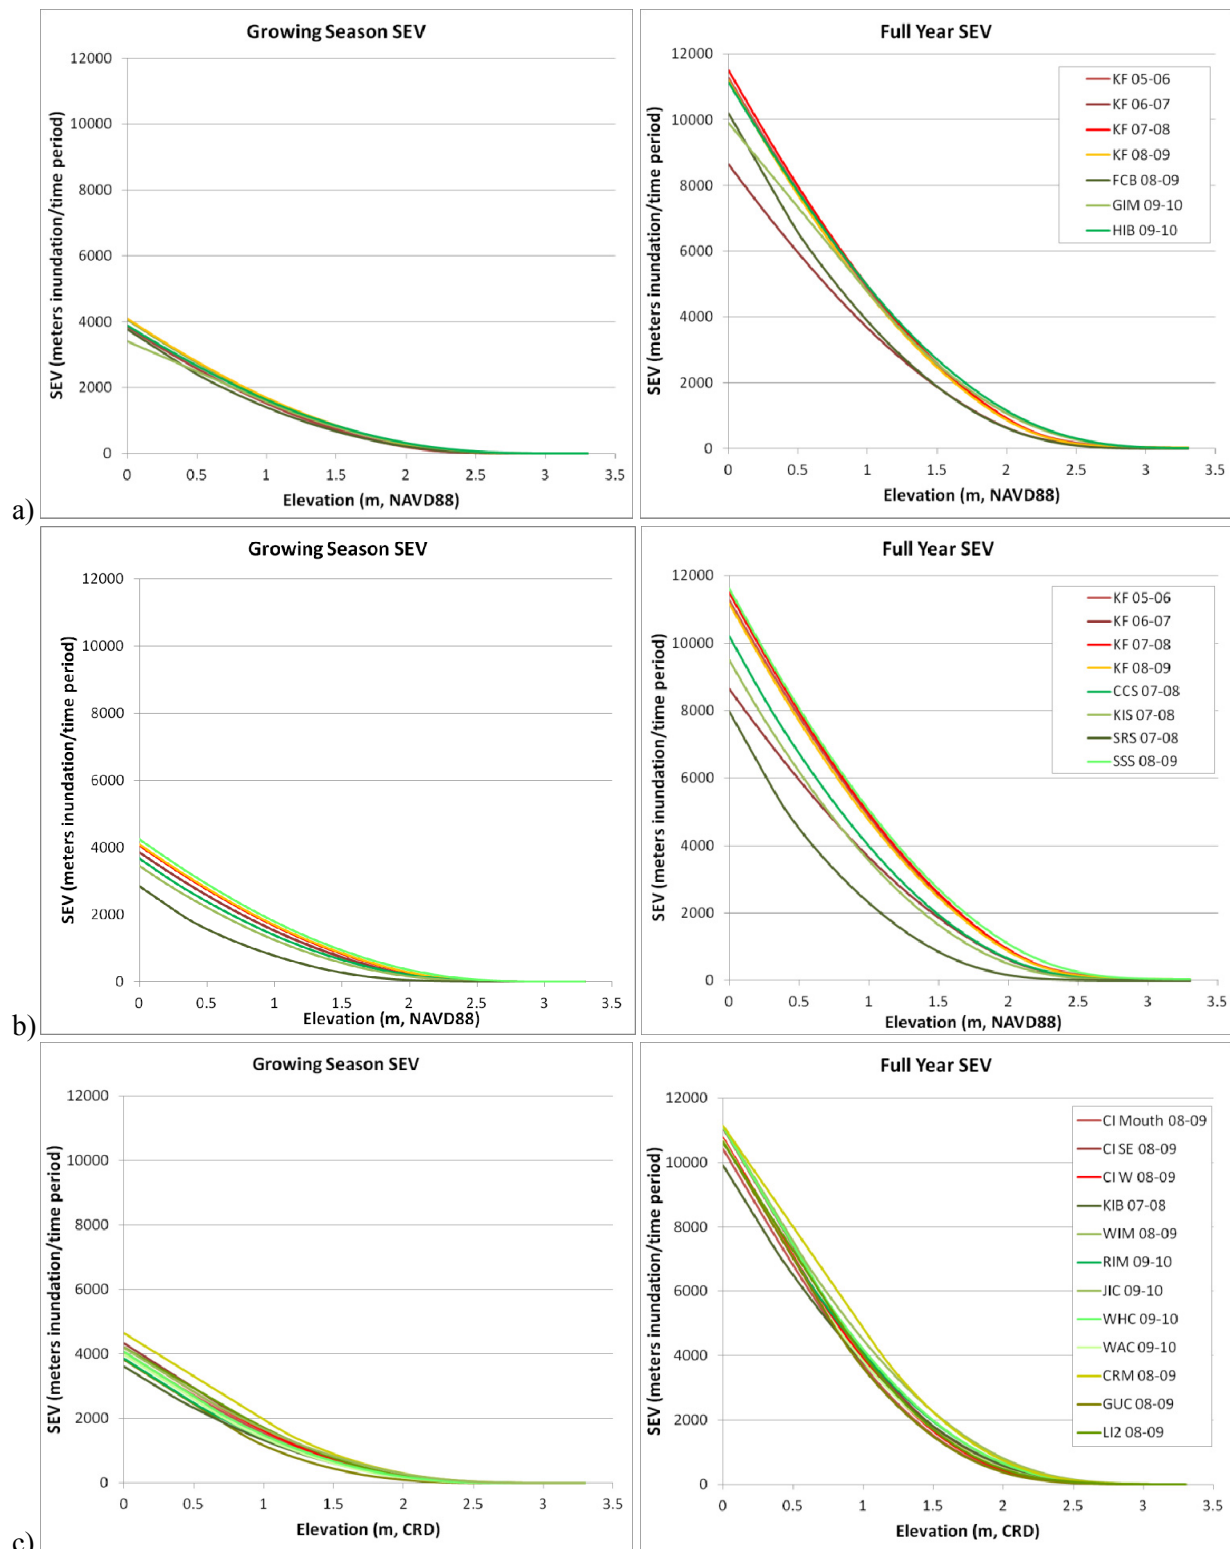 Growing Season SEV
12000
10000
8000
6000
4000
2000
0
0 0.5 1 1.5 2 2.5 3 3.5
SEV (meters inundation/time period)
Elevation (m, NAVD88)
Full Year SEV
12000
10000
8000
6000
4000
2000
0
0 0.5 1 1.5 2 2.5 3 3.5
SEV (meters inundation/time period)
Elevation (m, NAVD88)
KF 05-06
KF 06-07
KF 07-08
KF 08-09
FCB 08-09
GIM 09-10
HIB 09-10
a)
Growing Season SEV
12000
10000
8000
6000
4000
2000
0
0 0.5 1 1.5 2 2.5 3 3.5
SEV (meters inundation/time period)
Elevation (m, NAVD88)
Full Year SEV
12000
10000
8000
6000
4000
2000
0
0 0.5 1 1.5 2 2.5 3 3.5
SEV (meters inundation/time period)
Elevation (m, NAVD88)
KF 05-06
KF 06-07
KF 07-08
KF 08-09
CCS 07-08
KIS 07-08
SRS 07-08
SSS 08-09
b)
Growing Season SEV
12000
10000
8000
6000
4000
2000
0
0 0.5 1 1.5 2 2.5 3 3.5
SEV (meters inundation/time period)
Elevation (m, CRD)
Full Year SEV
12000
10000
8000
6000
4000
2000
0
0 0.5 1 1.5 2 2.5 3 3.5
SEV (meters inundation/time period)
Elevation (m, CRD)
CI Mouth 08-09
CI SE 08-09
CI W 08-09
KIB 07-08
WIM 08-09
RIM 09-10
JIC 09-10
WHC 09-10
WAC 09-10
CRM 08-09
GUC 08-09
LI2 08-09
c)